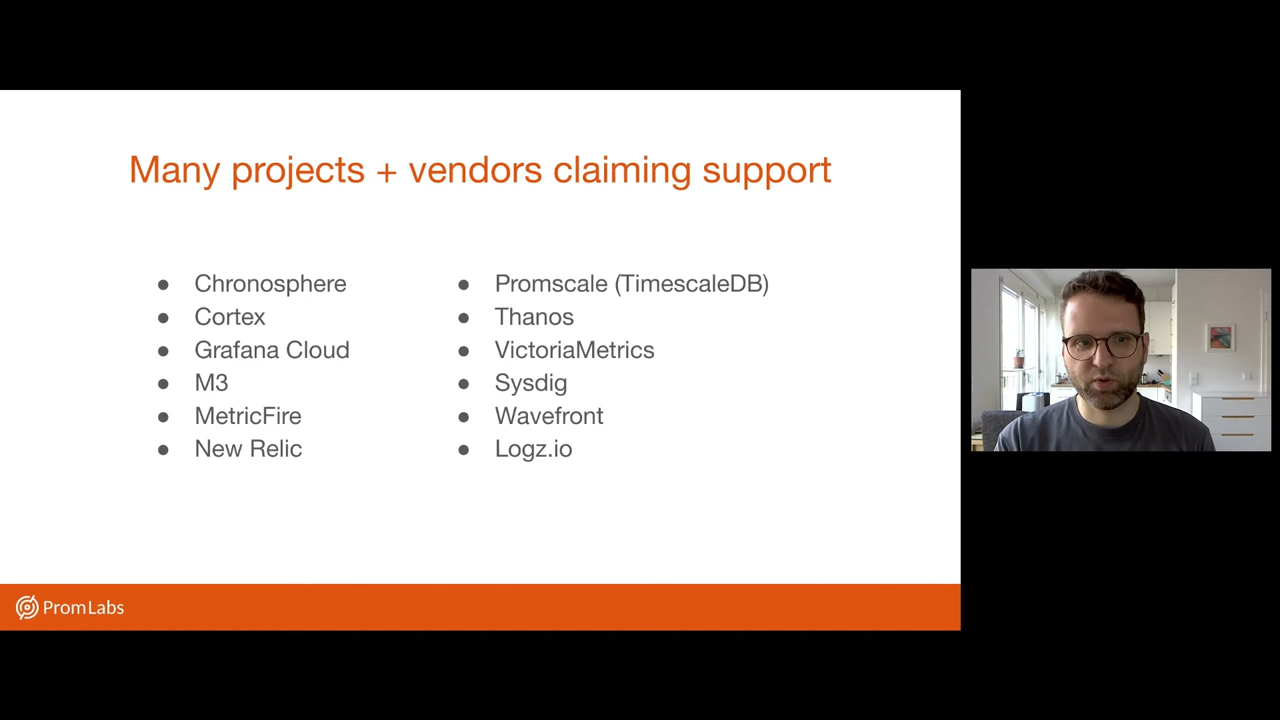 Many projects + vendors claiming support
● Chronosphere
● Cortex
● Grafana Cloud
● M3
● MetricFire
● New Relic
● Promscale (TimescaleDB)
● Thanos
● VictoriaMetrics
● Sysdig
● Wavefront
● Logz.io
PromLabs